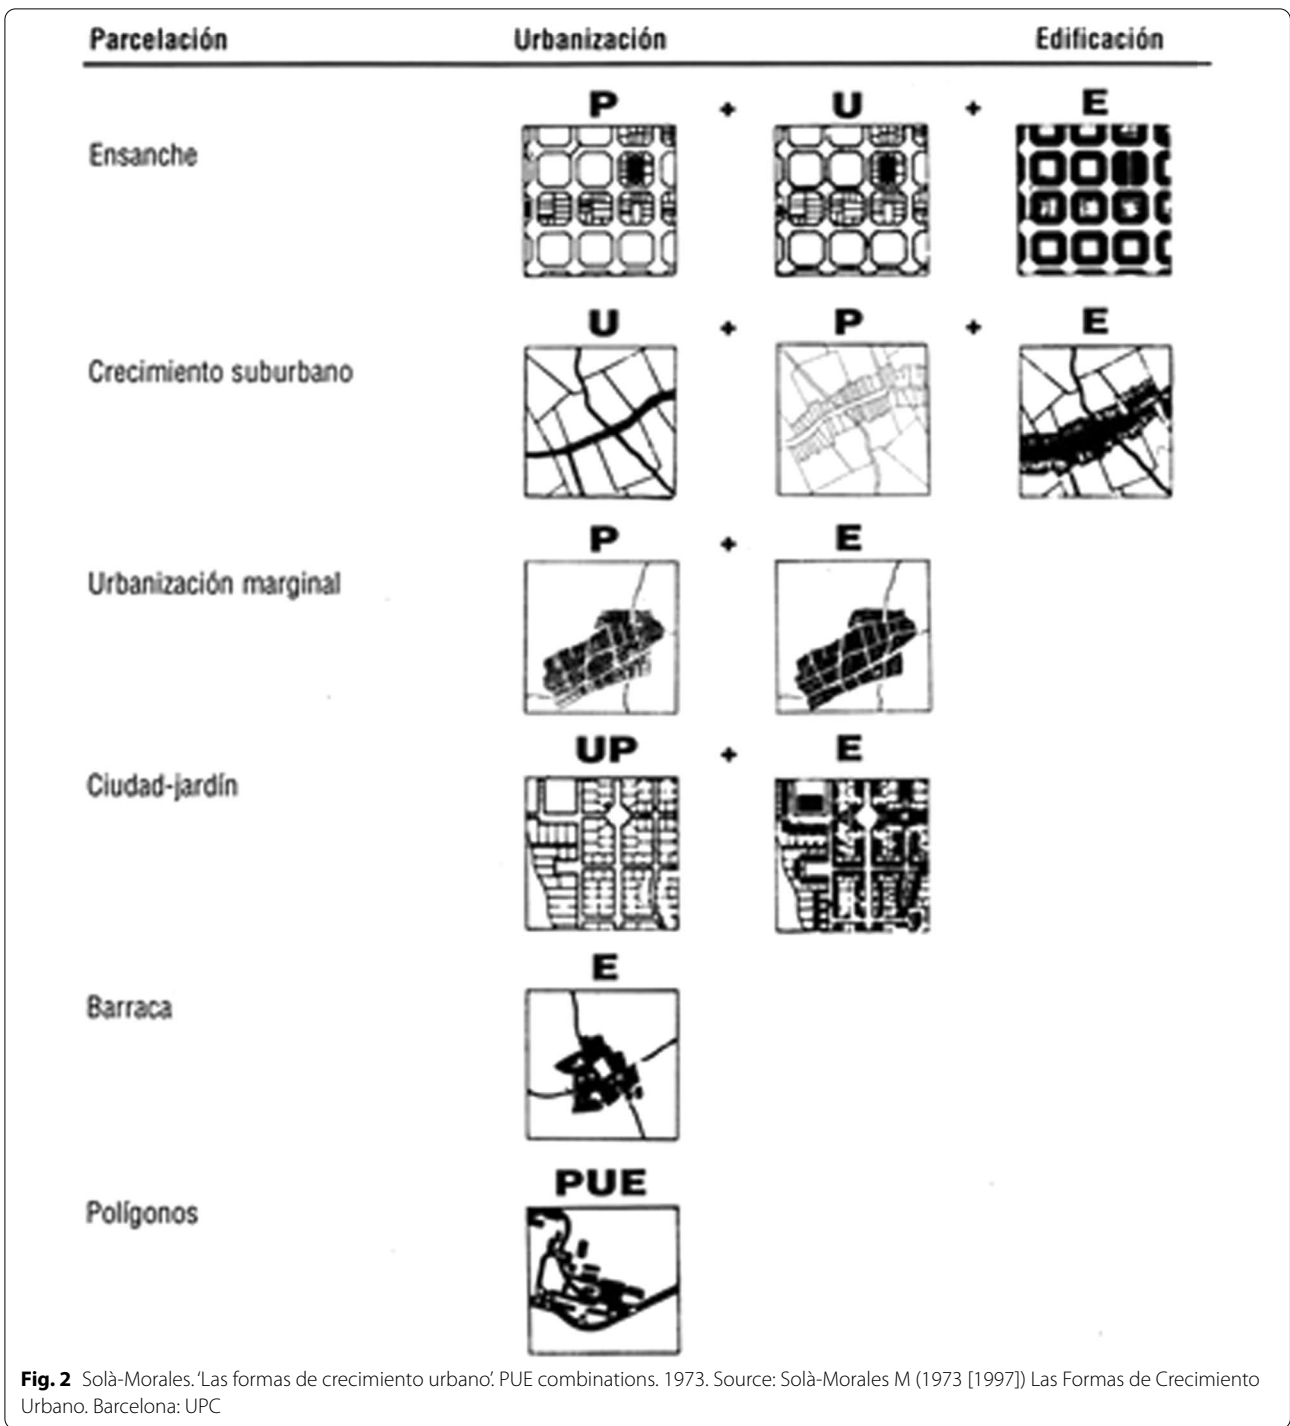 Parcelación Urbanización Edificación
P + U + E
Ensanche
U + P + E
Crecimiento suburbano
P + E
Urbanización marginal
UP + E
Ciudad-jardín
E
Barraca
PUE
Polígonos
Fig. 2 Solà-Morales. ‘Las formas de crecimiento urbano’. PUE combinations. 1973. Source: Solà-Morales M (1973 [1997]) Las Formas de Crecimiento
Urbano. Barcelona: UPC